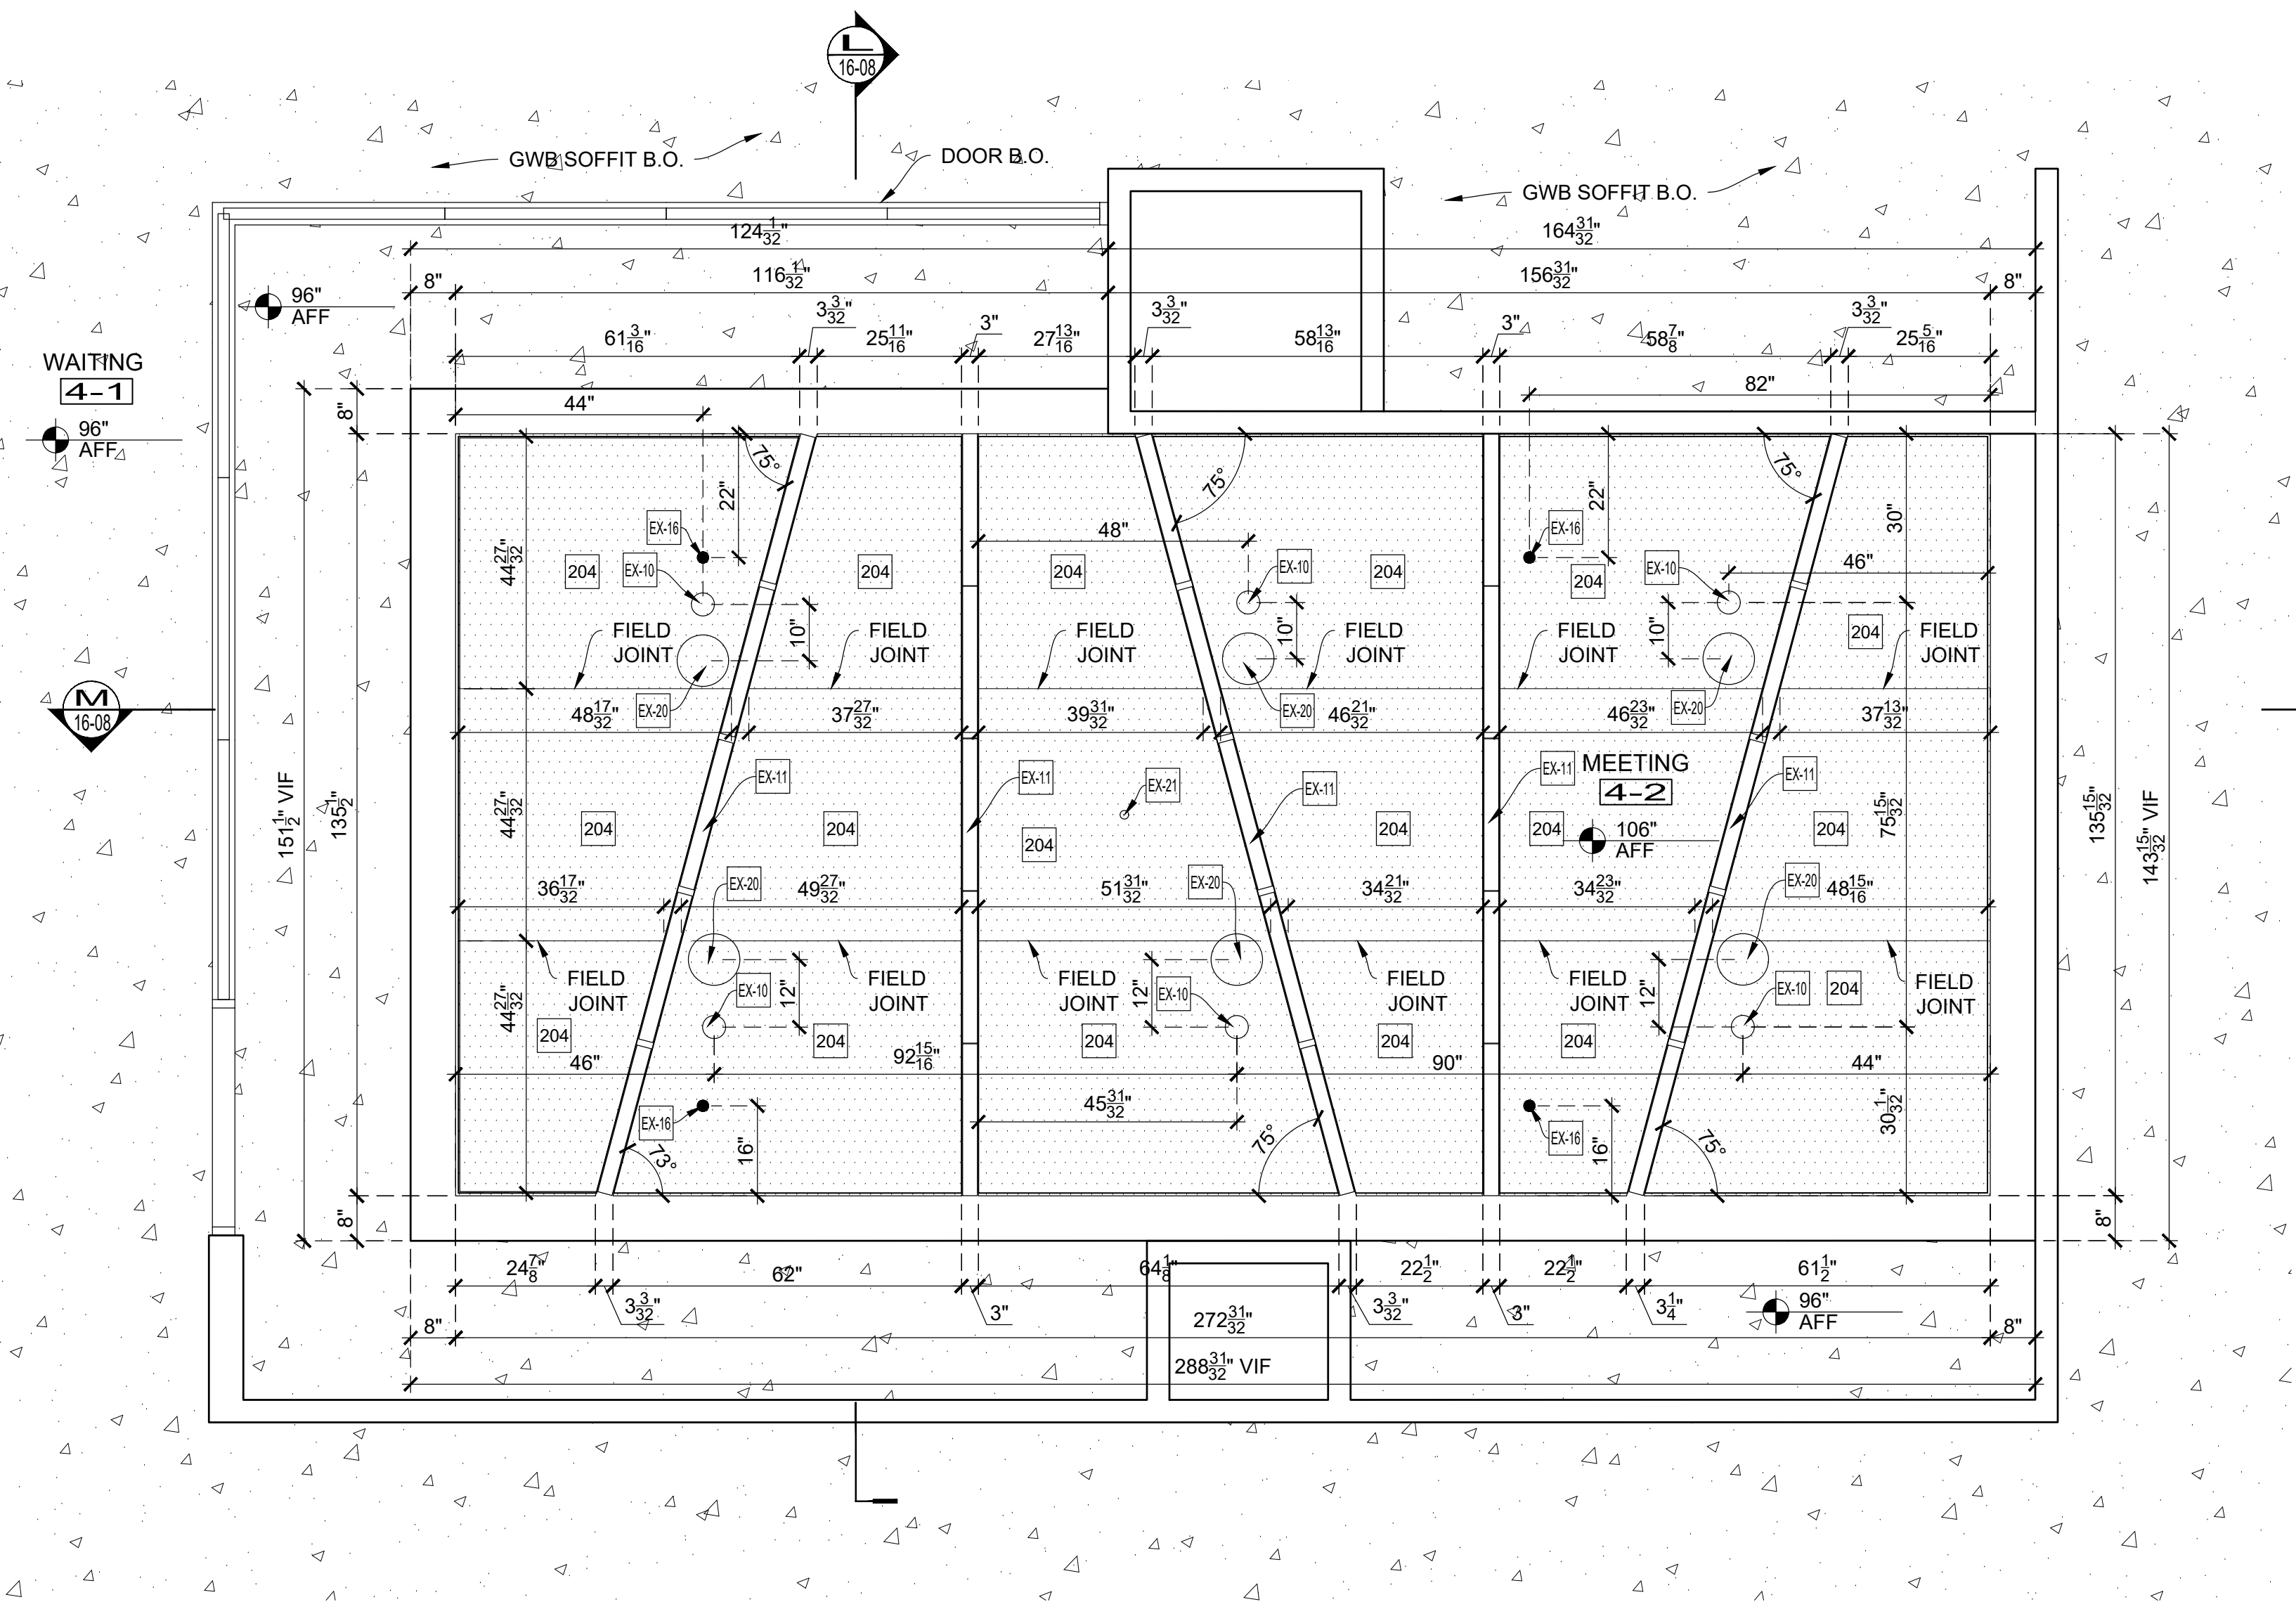 L
16-08
GWB SOFFIT B.O.
DOOR B.O.
GWB SOFFIT B.O.
124 1/32"
164 31/32"
8"
116 1/32"
156 31/32"
8"
96"
AFF
3 3/32"
3"
3 3/32"
3"
3 3/32"
61 3/16"
25 11/16"
27 13/16"
58 13/16"
58 7/8"
25 5/16"
WAITING
4-1
96"
AFF
44"
82"
8"
75°
75°
75°
22"
22"
30"
EX-16
48"
EX-16
44 27/32"
204
EX-10
204
204
EX-10
204
204
EX-10
46"
10"
10"
10"
204
FIELD
JOINT
FIELD
JOINT
FIELD
JOINT
FIELD
JOINT
FIELD
JOINT
FIELD
JOINT
M
16-08
48 17/32"
EX-20
37 27/32"
39 31/32"
EX-20
46 21/32"
46 23/32"
EX-20
37 13/32"
151 1/2" VIF
135 1/2"
44 27/32"
EX-11
EX-11
EX-21
EX-11
EX-11
MEETING
4-2
EX-11
75 15/32"
135 15/32"
143 15/32" VIF
204
204
204
204
204
106"
AFF
204
36 17/32"
EX-20
49 27/32"
51 31/32"
EX-20
34 21/32"
34 23/32"
EX-20
48 15/16"
FIELD
JOINT
FIELD
JOINT
FIELD
JOINT
FIELD
JOINT
FIELD
JOINT
FIELD
JOINT
44 27/32"
EX-10
12"
12"
EX-10
12"
EX-10
204
204
204
204
204
204
46"
92 15/16"
90"
44"
45 31/32"
30 1/32"
EX-16
73°
16"
75°
EX-16
16"
75°
8"
8"
24 7/8"
62"
64 1/8"
22 1/2"
22 1/2"
61 1/2"
3 3/32"
3"
3 3/32"
3"
3 1/4"
96"
AFF
8"
272 31/32"
8"
288 31/32" VIF